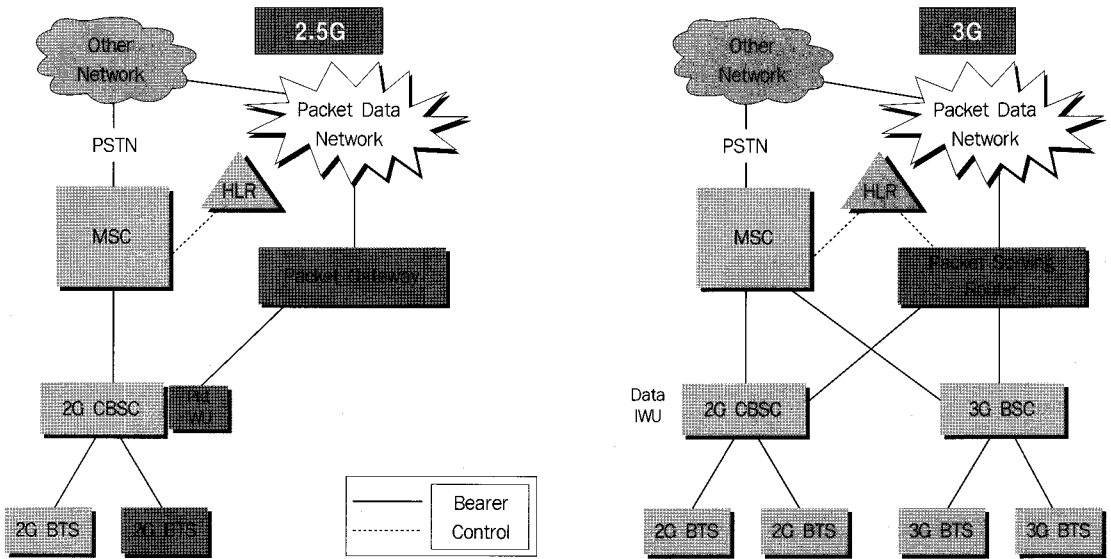 2.5G
Other
Network
Packet Data
Network
PSTN
HLR
MSC
Packet Gateway
2G CBSC
IWU
2G BTS
2G BTS
Bearer
Control
3G
Other
Network
Packet Data
Network
PSTN
HLR
MSC
Packet Serving
Router
Data
IWU
2G CBSC
3G BSC
2G BTS
2G BTS
3G BTS
3G BTS